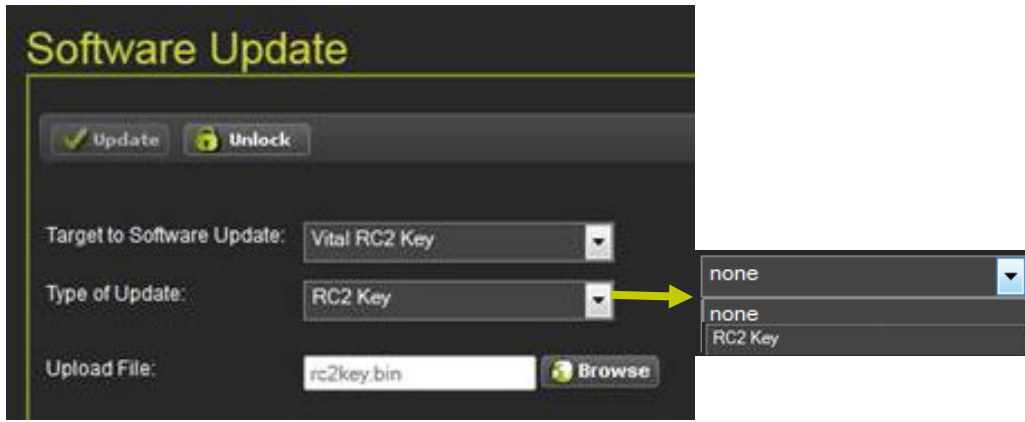 Software Update
Update Unlock
Target to Software Update: Vital RC2 Key
Type of Update: RC2 Key
Upload File: rc2key.bin Browse
none
none
RC2 Key